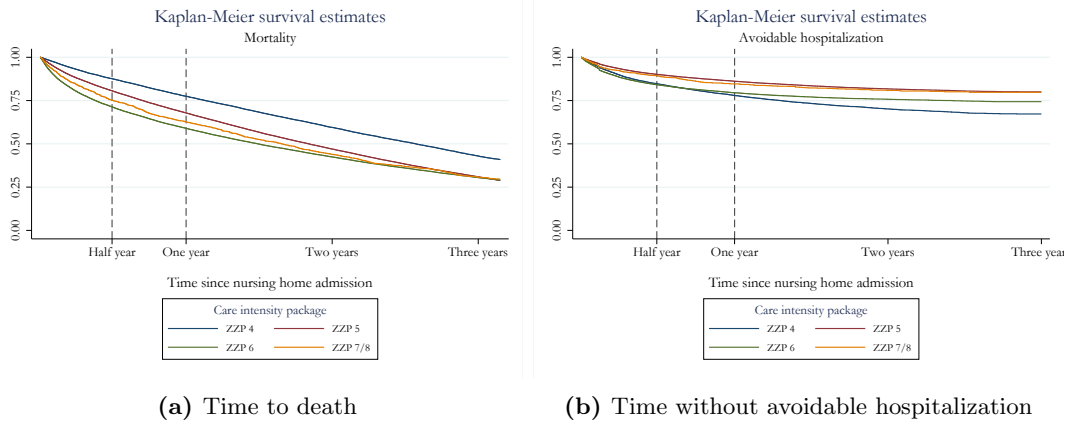 Kaplan-Meier survival estimates
Mortality
1.00
0.75
0.50
0.25
0.00
Half year One year Two years Three years
Time since nursing home admission
Care intensity package
ZZP 4 ZZP 5
ZZP 6 ZZP 7/8
(a) Time to death
Kaplan-Meier survival estimates
Avoidable hospitalization
1.00
0.75
0.50
0.25
0.00
Half year One year Two years Three year
Time since nursing home admission
Care intensity package
ZZP 4 ZZP 5
ZZP 6 ZZP 7/8
(b) Time without avoidable hospitalization